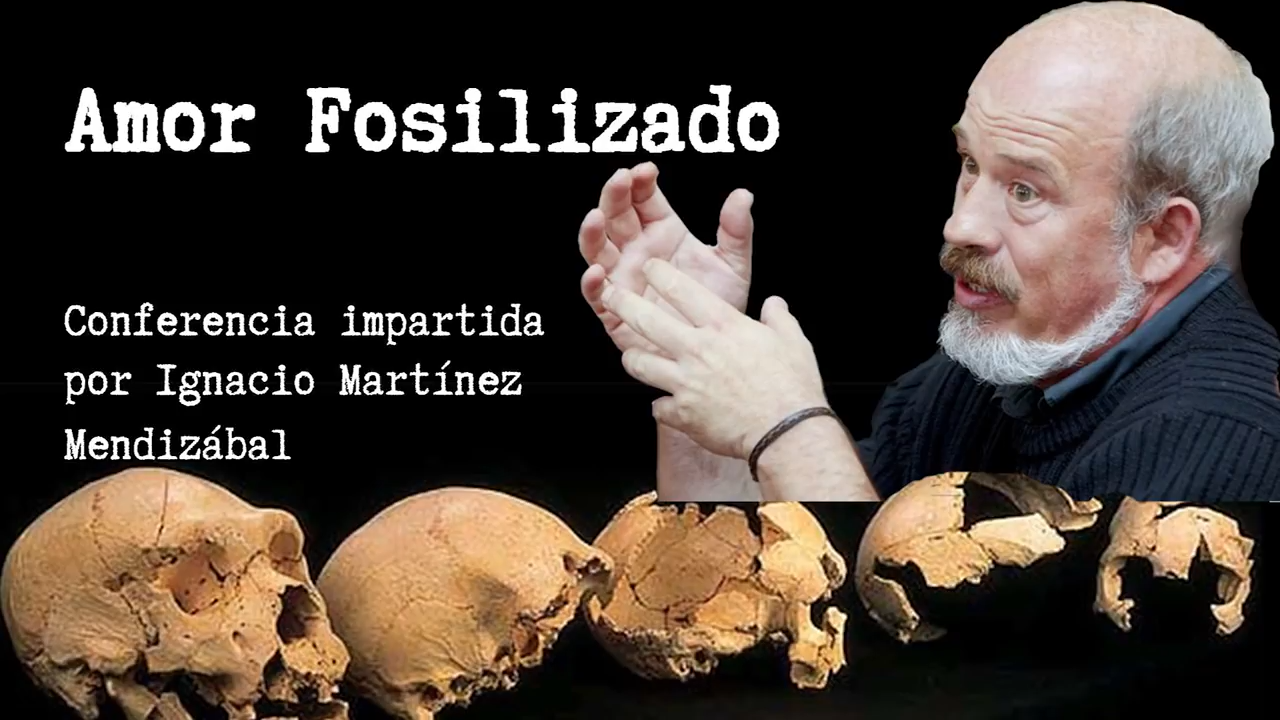 Amor Fosilizado
Conferencia impartida
por Ignacio Martínez
Mendizábal